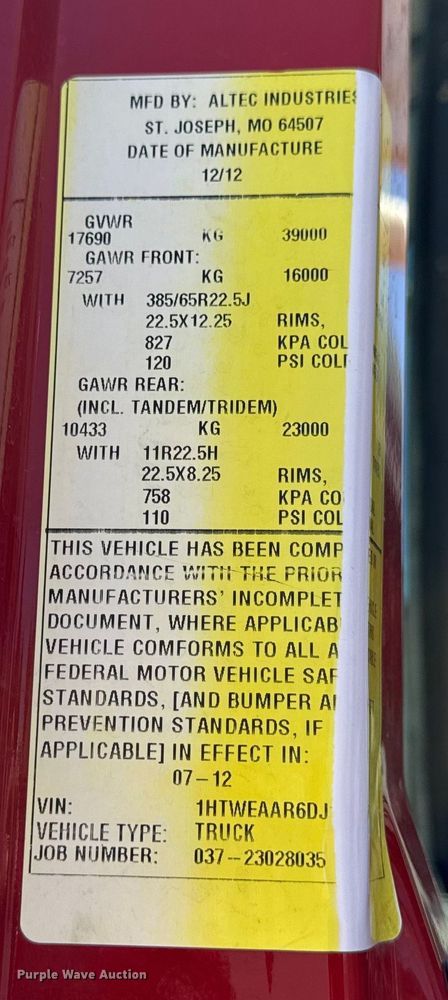 MFD BY: ALTEC INDUSTRIES
ST. JOSEPH, MO 64507
DATE OF MANUFACTURE
12/12
GVWR
17690 KG 39000
GAWR FRONT:
7257 KG 16000
WITH 385/65R22.5J
22.5X12.25 RIMS,
827 KPA COL
120 PSI COL
GAWR REAR:
(INCL. TANDEM/TRIDEM)
10433 KG 23000
WITH 11R22.5H
22.5X8.25 RIMS,
758 KPA CO
110 PSI COL
THIS VEHICLE HAS BEEN COMP
ACCORDANCE WITH THE PRIOR
MANUFACTURERS' INCOMPLET
DOCUMENT, WHERE APPLICAB
VEHICLE COMFORMS TO ALL A
FEDERAL MOTOR VEHICLE SAF
STANDARDS, [AND BUMPER A
PREVENTION STANDARDS, IF
APPLICABLE] IN EFFECT IN:
07-12
VIN: 1HTWEAAR6DJ
VEHICLE TYPE: TRUCK
JOB NUMBER: 037--23028035
Purple Wave Auction